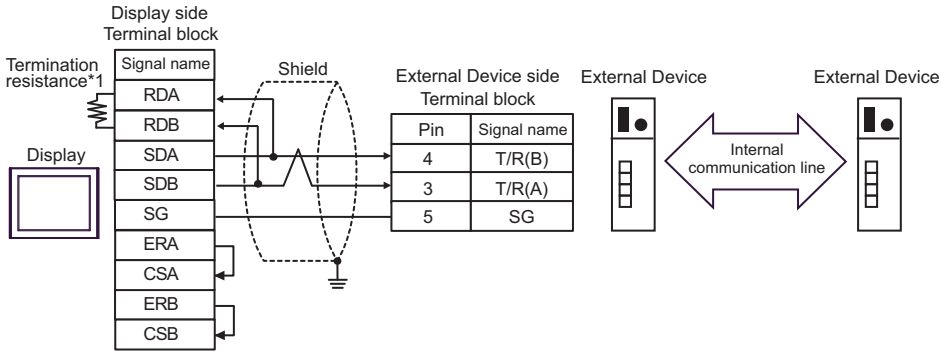 Display side
Terminal block
Termination
resistance*1
Signal name
RDA
RDB
SDA
SDB
SG
ERA
CSA
ERB
CSB
Display
Shield
External Device side
Terminal block
Pin Signal name
4 T/R(B)
3 T/R(A)
5 SG
External Device
Internal
communication line
External Device